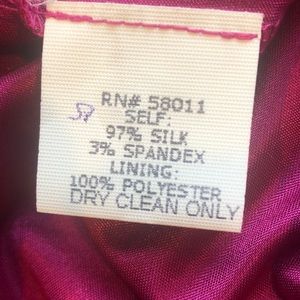 RN# 58011
SELF:
97% SILK
3% SPANDEX
LINING:
100% POLYESTER
DRY CLEAN ONLY